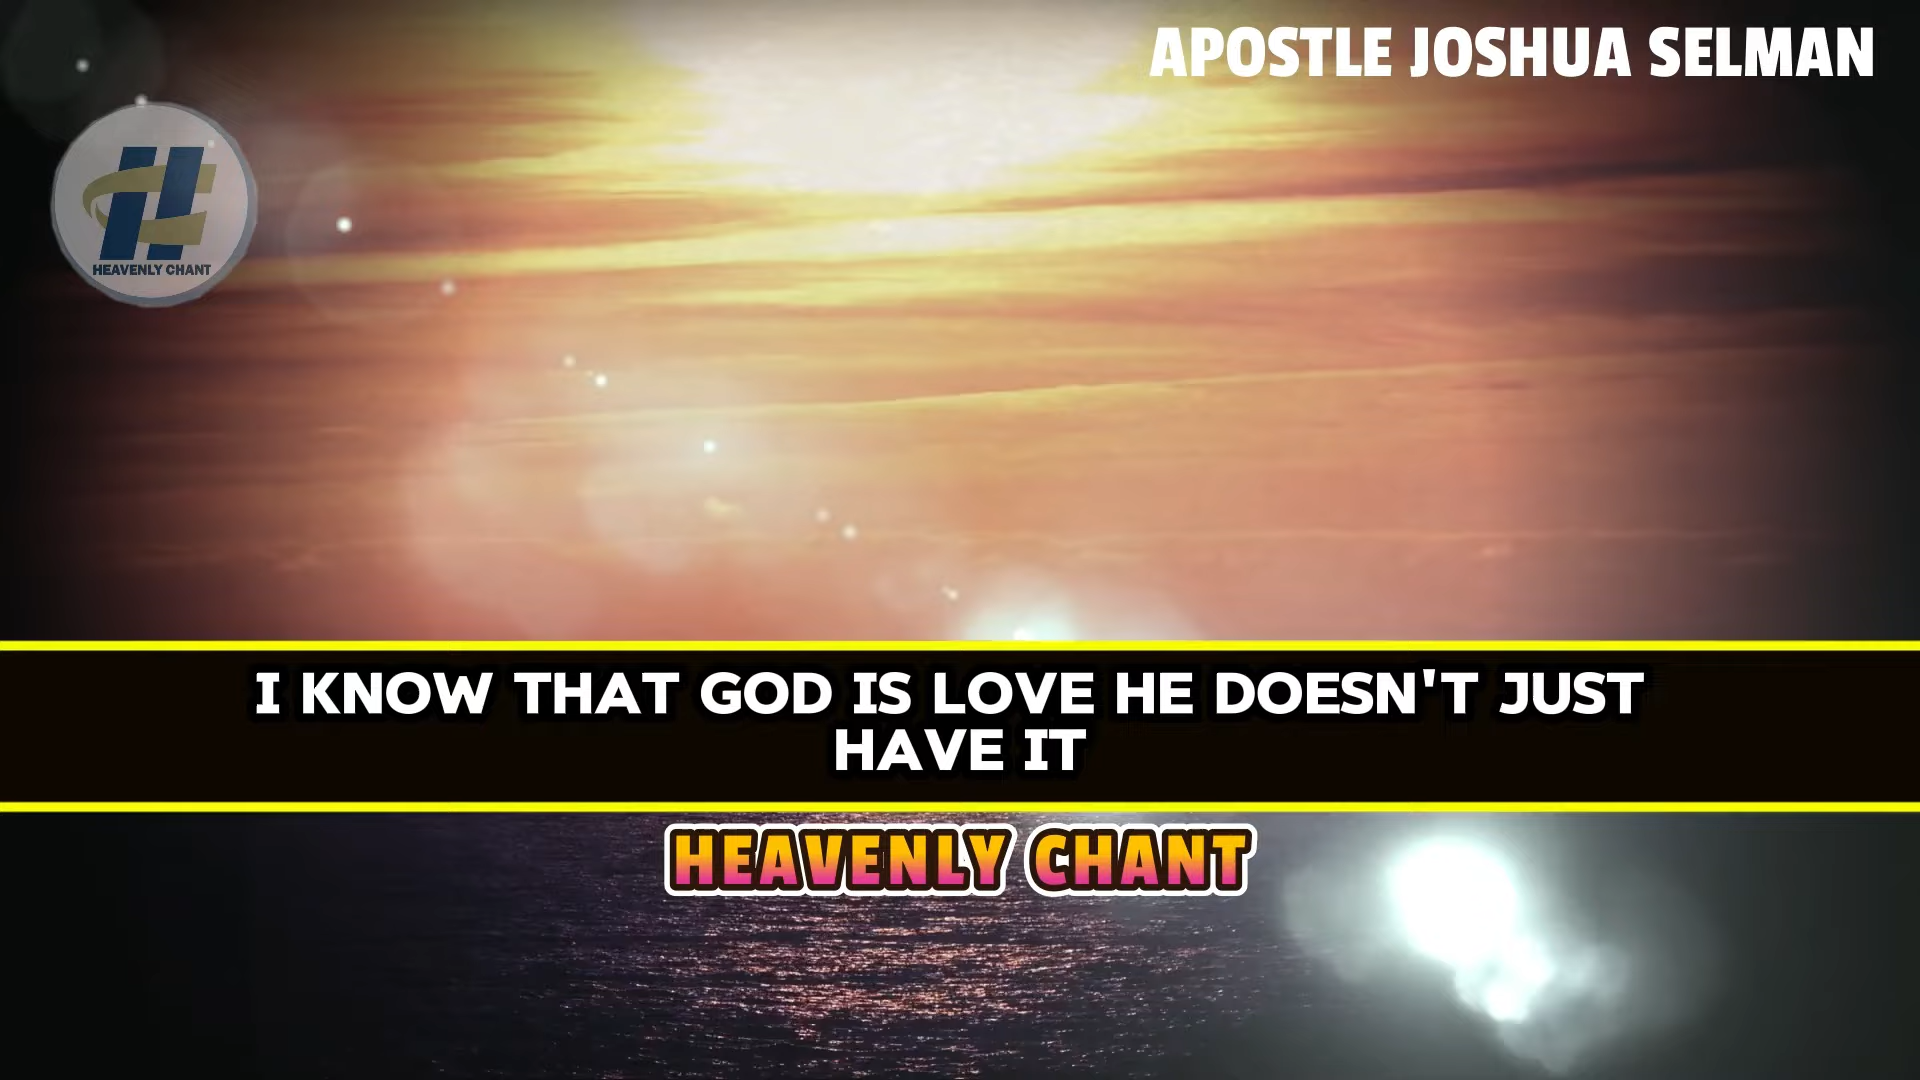 APOSTLE JOSHUA SELMAN
HEAVENLY CHANT
I KNOW THAT GOD IS LOVE HE DOESN'T JUST
HAVE IT
HEAVENLY CHANT